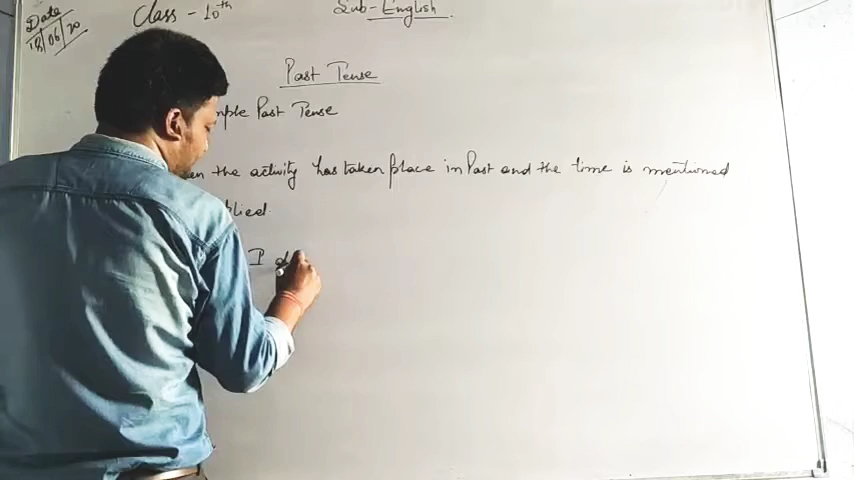 Date
18/06/20
Class - 10th
Sub- English
Past Tense
mple Past Tense
en the activity has taken place in Past and the time is mentioned
plied.
I d